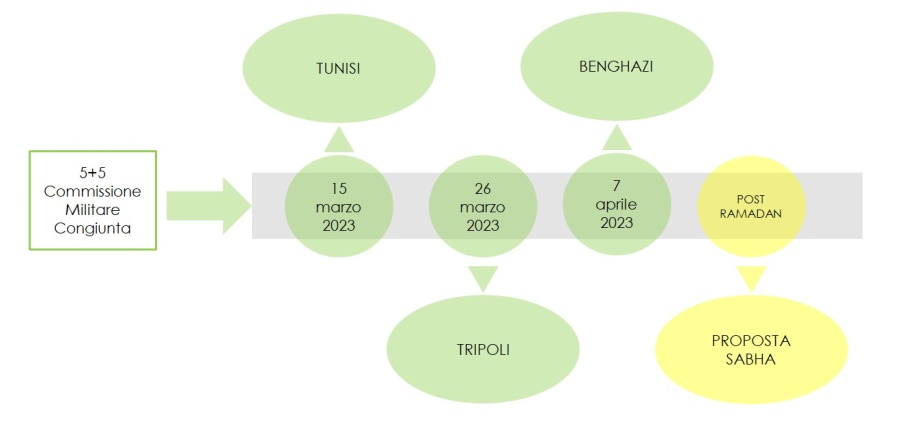 TUNISI
BENGHAZI
5+5
Commissione
Militare
Congiunta
15
marzo
2023
26
marzo
2023
7
aprile
2023
POST
RAMADAN
TRIPOLI
PROPOSTA
SABHA